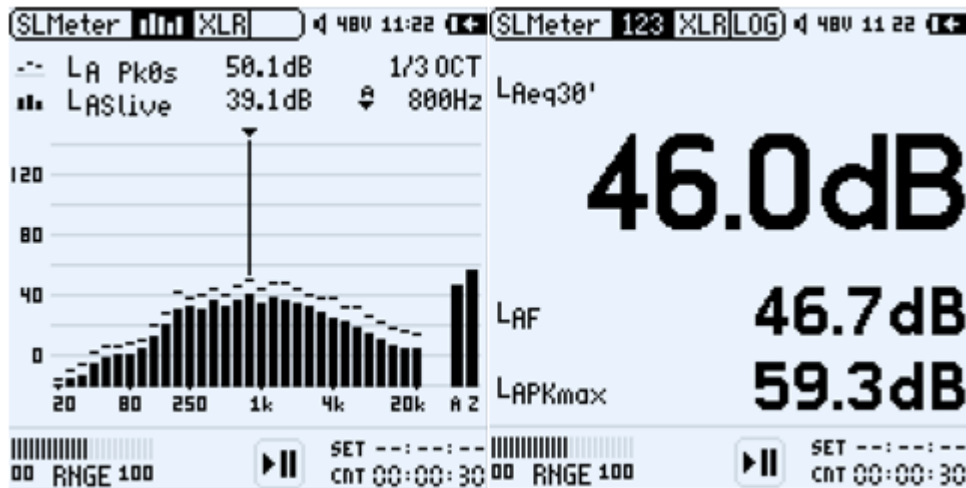 SLMeter XLR 48V 11:22
LA Pk0s 50.1dB 1/3 OCT
LASlive 39.1dB 800Hz
120
80
40
0
20 80 250 1k 4k 20k A Z
SET --:--:--
00 RNGE 100 CNT 00:00:30
SLMeter 123 XLR LOG 48V 11 22
LAeq30'
46.0dB
LAF 46.7dB
LAPKmax 59.3dB
SET --:--:--
00 RNGE 100 CNT 00:00:30